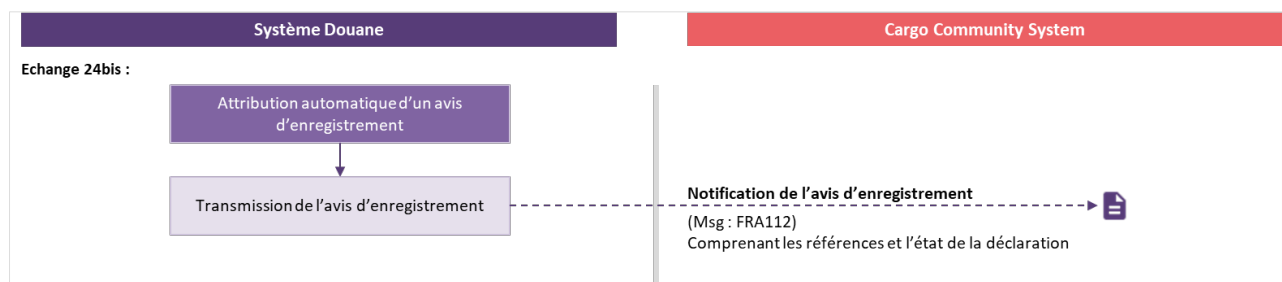 Système Douane
Cargo Community System
Echange 24bis :
Attribution automatique d’un avis
d’enregistrement
Transmission de l’avis d’enregistrement
Notification de l’avis d’enregistrement
(Msg : FRA112)
Comprenant les références et l’état de la déclaration